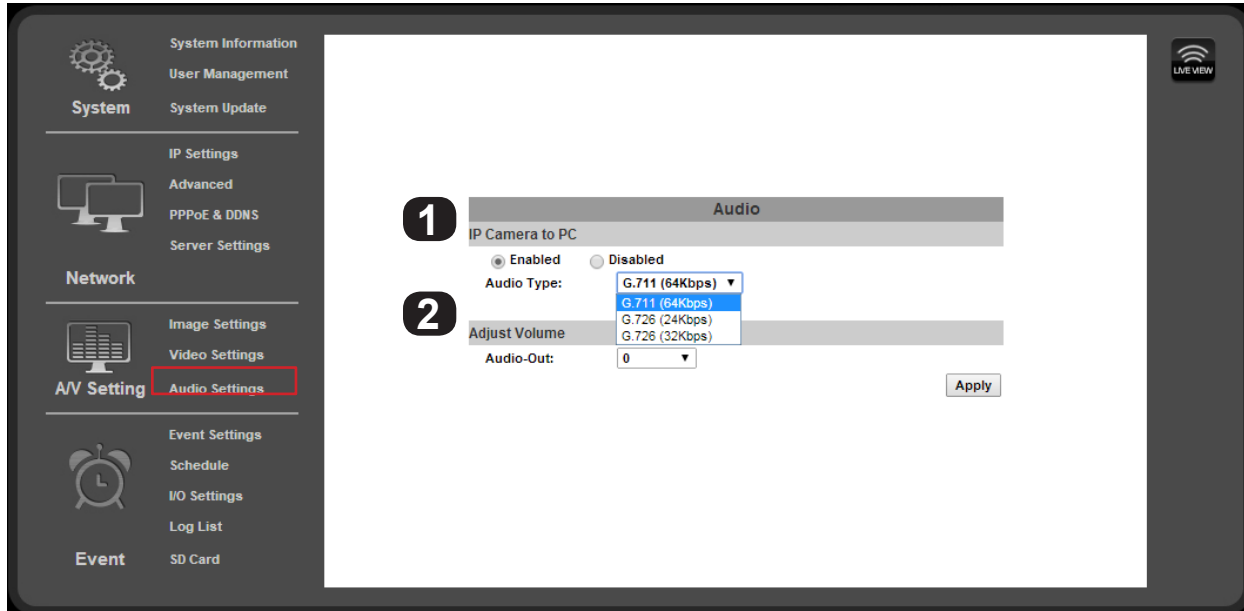 System Information
User Management
System
System Update
IP Settings
Advanced
PPPoE & DDNS
Server Settings
Network
Image Settings
Video Settings
A/V Setting
Audio Settings
Event Settings
Schedule
I/O Settings
Log List
Event
SD Card
1
Audio
IP Camera to PC
Enabled Disabled
Audio Type: G.711 (64Kbps)
G.711 (64Kbps)
G.726 (24Kbps)
G.726 (32Kbps)
2
Adjust Volume
Audio-Out: 0
Apply
LIVE VIEW